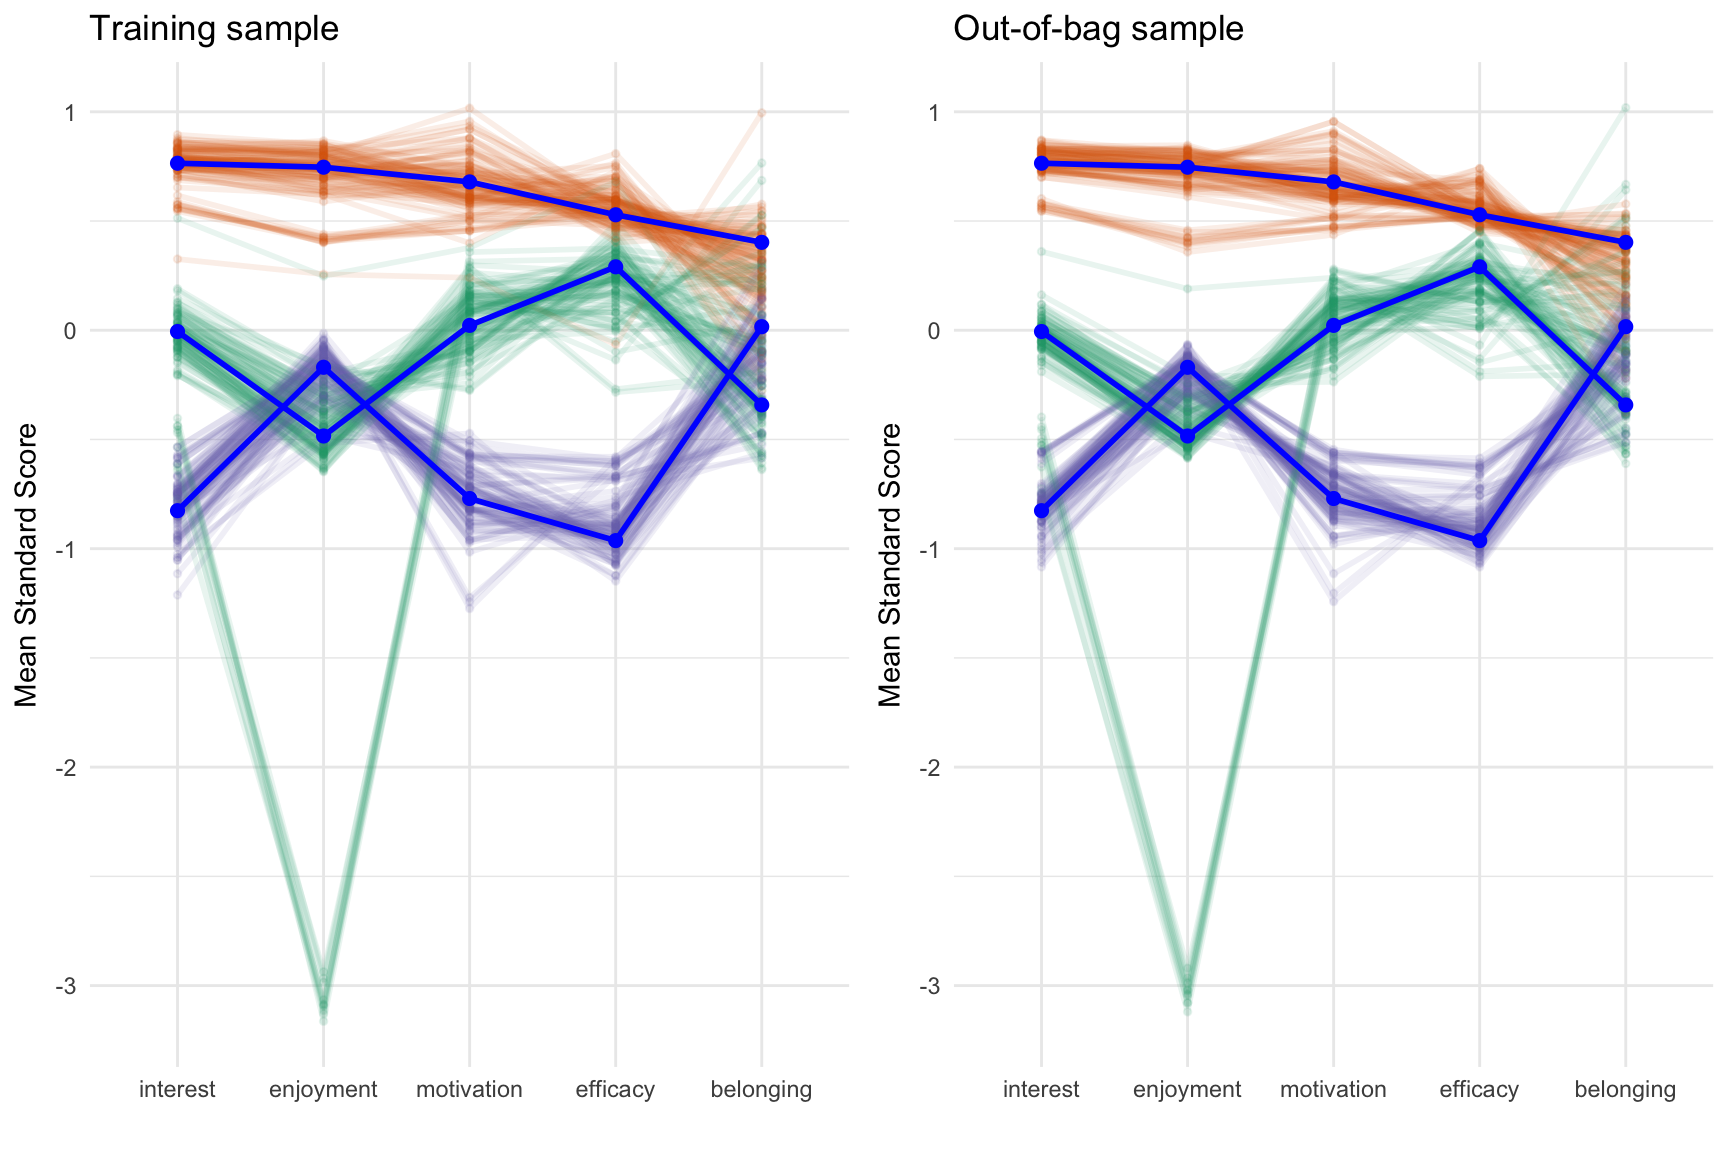 Training sample
Mean Standard Score
1
0
-1
-2
-3
interest enjoyment motivation efficacy belonging
Out-of-bag sample
Mean Standard Score
1
0
-1
-2
-3
interest enjoyment motivation efficacy belonging